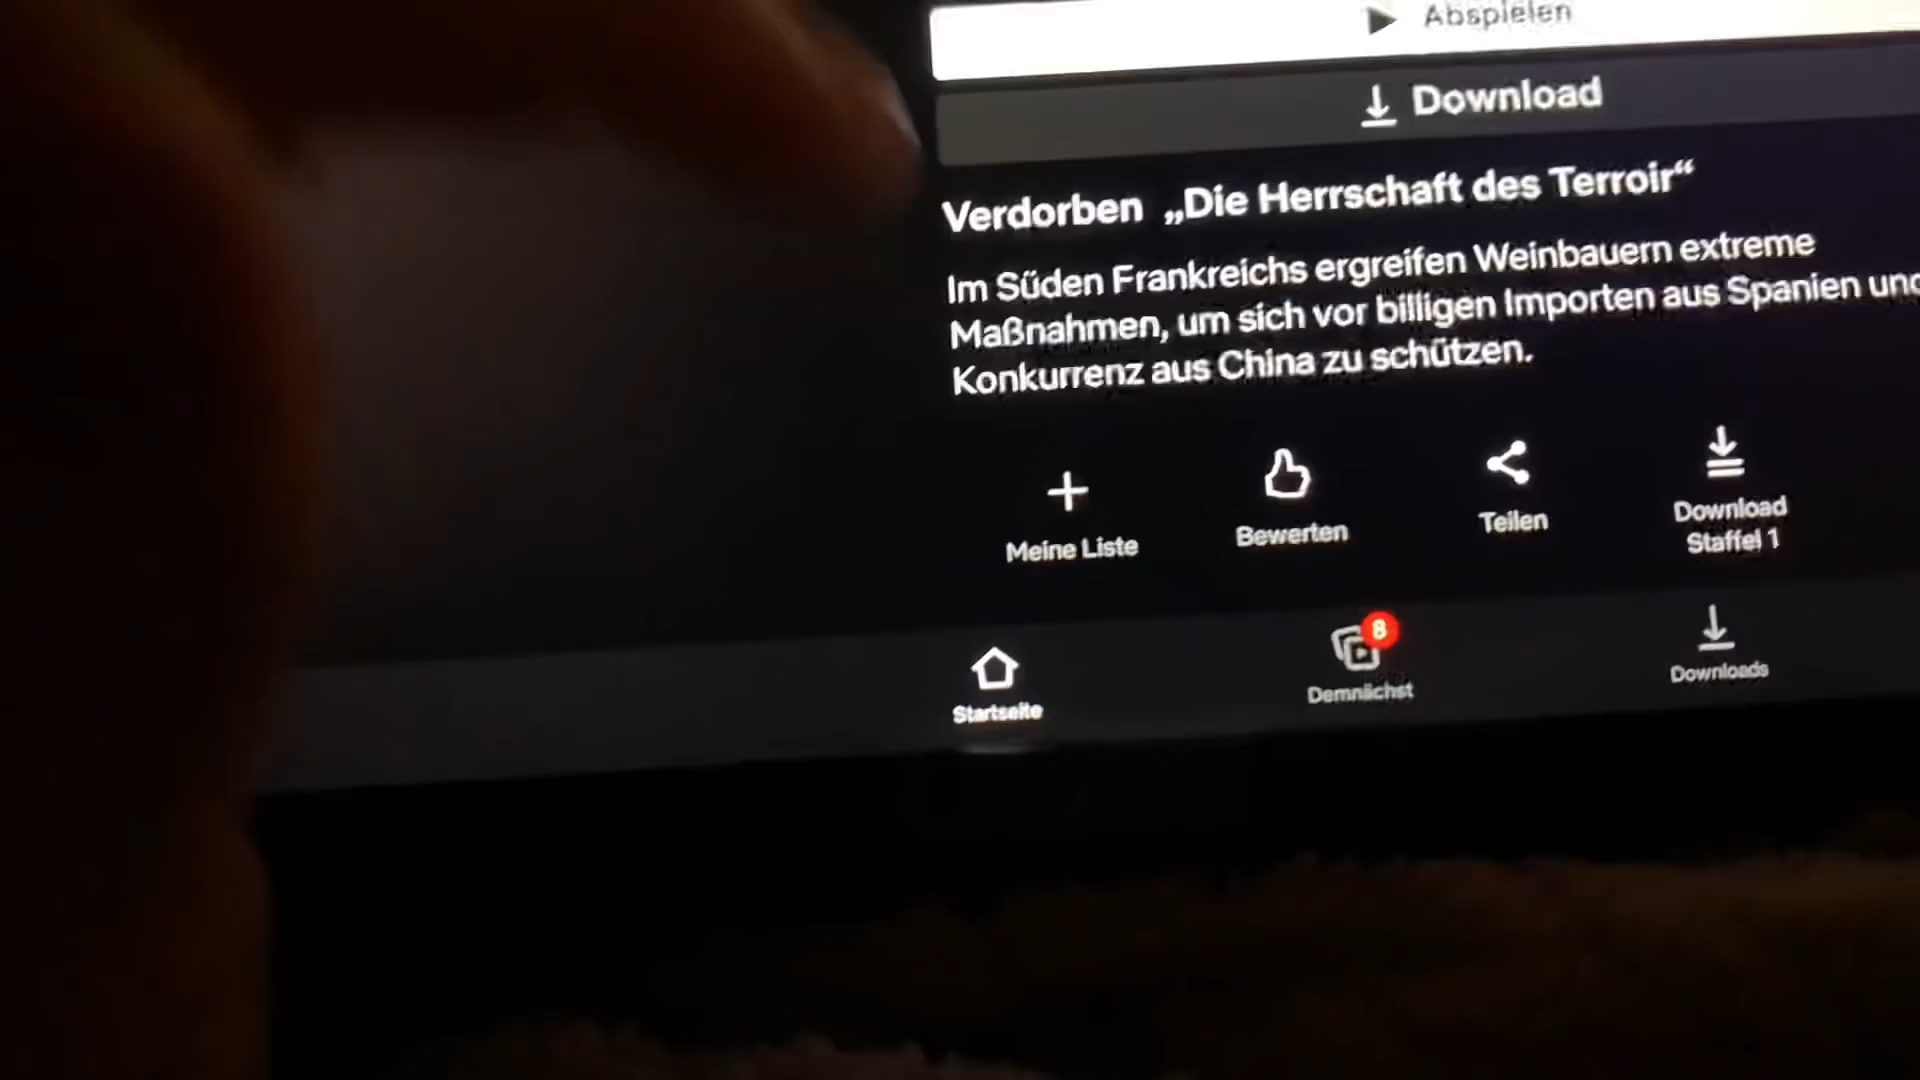 Abspielen
Download
Verdorben „Die Herrschaft des Terroir“
Im Süden Frankreichs ergreifen Weinbauern extreme
Maßnahmen, um sich vor billigen Importen aus Spanien und
Konkurrenz aus China zu schützen.
Meine Liste
Bewerten
Teilen
Download
Staffel 1
8
Startseite
Demnächst
Downloads